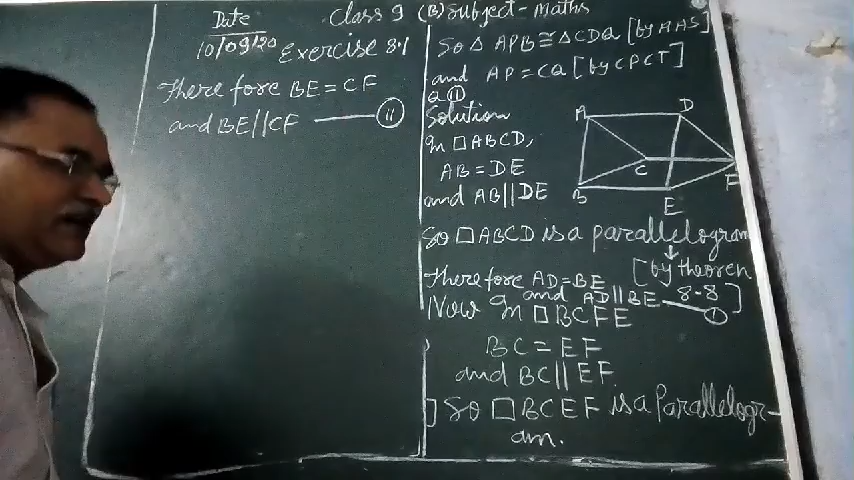 Class 9 (B) Subject - Maths
Date
10/09/20 Exercise 8.1
So △ APB ≅ △ CDQ [by AAS]
and AP = CQ [by CPCT]
Q (11)
Solution
In □ ABCD,
AB = DE
and AB || DE
A D
C F
B E
So □ ABCD is a parallelogram
↓
[by theorem
8.8]
Therefore AD = BE
and AD || BE — (i)
Now In □ BCFE
BC = EF
and BC || EF
So □ BCEF is a Parallelogr-
am.
There fore BE = CF
and BE || CF — (ii)